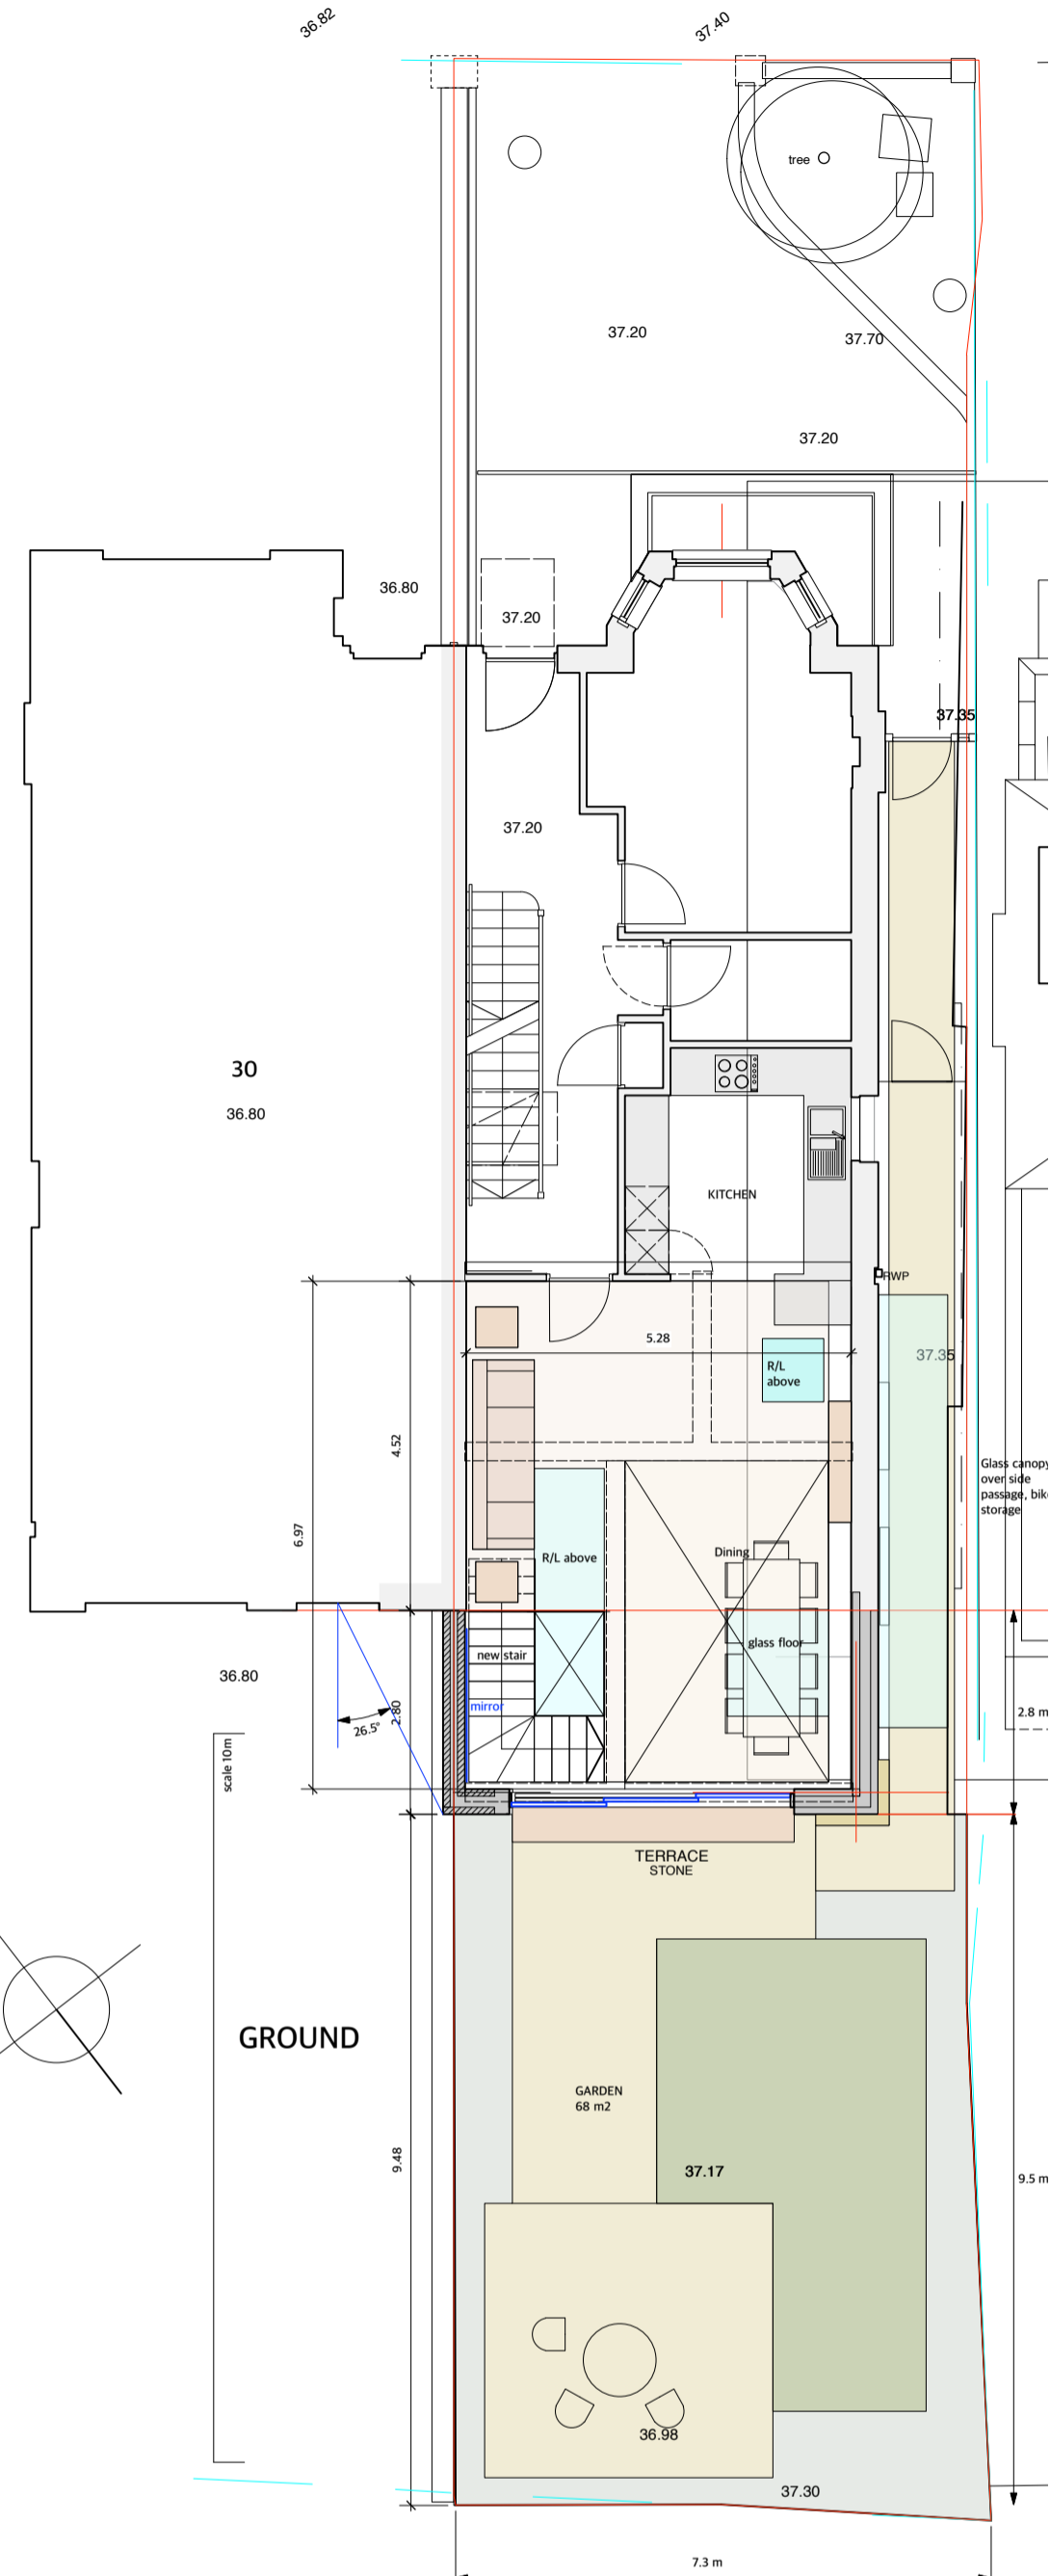 36.82
37.40
tree
37.20
37.70
37.20
36.80
37.20
37.35
37.20
30
36.80
KITCHEN
RWP
5.28
37.35
R/L
above
4.52
Glass canopy
over side
passage, bik
storage
6.97
R/L above
Dining
glass floor
new stair
36.80
mirror
2.80
26.5°
2.8 m
scale 10m
TERRACE
STONE
GROUND
GARDEN
68 m2
9.48
37.17
9.5 m
36.98
37.30
7.3 m